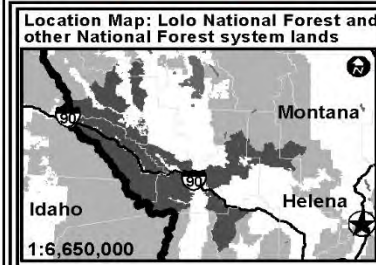 Location Map: Lolo National Forest and
other National Forest system lands
N
Montana
90
90
Idaho
Helena
1:6,650,000